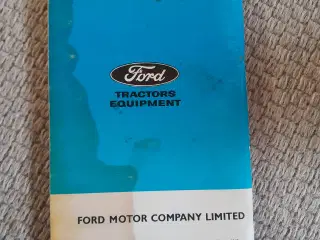 Ford
TRACTORS
EQUIPMENT
FORD MOTOR COMPANY LIMITED